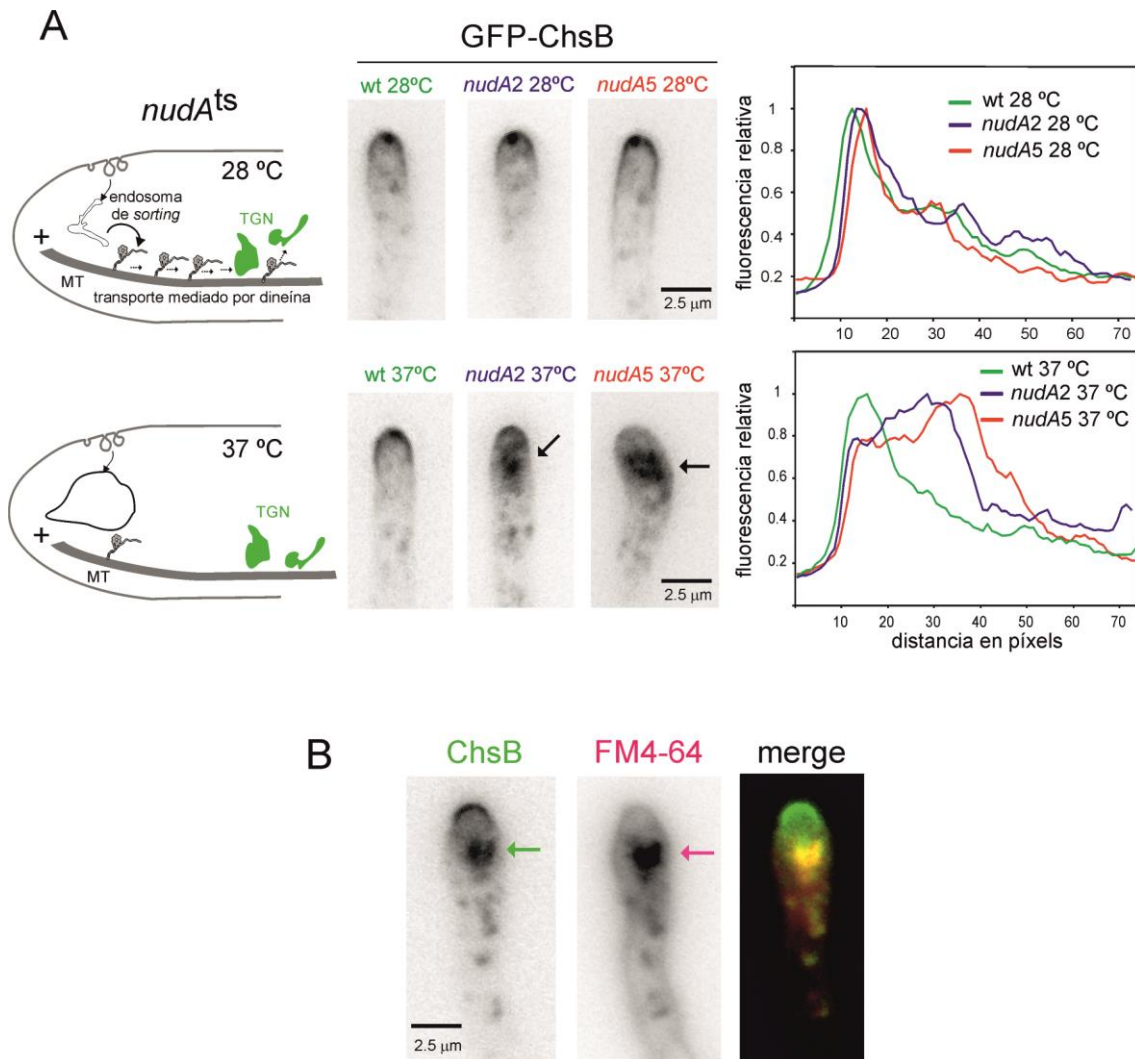 A
GFP-ChsB
nudAts
28 ºC
endosoma
de sorting
TGN
+
MT
transporte mediado por dineína
wt 28ºC
nudA2 28ºC
nudA5 28ºC
2.5 µm
fluorescencia relativa
1
0.8
0.6
0.4
0.2
wt 28 ºC
nudA2 28 ºC
nudA5 28 ºC
10 20 30 40 50 60 70
37 ºC
TGN
+
MT
wt 37ºC
nudA2 37ºC
nudA5 37ºC
2.5 µm
fluorescencia relativa
1
0.8
0.6
0.4
0.2
wt 37 ºC
nudA2 37 ºC
nudA5 37 ºC
10 20 30 40 50 60 70
distancia en píxels
B
ChsB
FM4-64
merge
2.5 µm